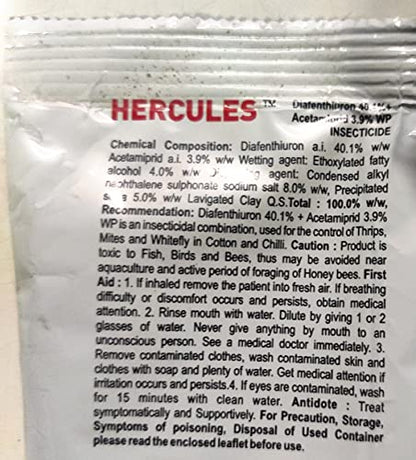 HERCULES™ Diafenthiuron 40.1% +
Acetamiprid 3.9% WP
INSECTICIDE
Chemical Composition: Diafenthiuron a.i. 40.1% w/w
Acetamiprid a.i. 3.9% w/w Wetting agent: Ethoxylated fatty
alcohol 4.0% w/w agent: Condensed alkyl
naphthalene sulphonate sodium salt 8.0% w/w, Precipitated
5.0% w/w Lavigated Clay Q.S.Total : 100.0% w/w,
Recommendation: Diafenthiuron 40.1% + Acetamiprid 3.9%
WP is an insecticidal combination, used for the control of Thrips,
Mites and Whitefly in Cotton and Chilli. Caution : Product is
toxic to Fish, Birds and Bees, thus may be avoided near
aquaculture and active period of foraging of Honey bees. First
Aid : 1. If inhaled remove the patient into fresh air. If breathing
difficulty or discomfort occurs and persists, obtain medical
attention. 2. Rinse mouth with water. Dilute by giving 1 or 2
glasses of water. Never give anything by mouth to an
unconscious person. See a medical doctor immediately. 3.
Remove contaminated clothes, wash contaminated skin and
clothes with soap and plenty of water. Get medical attention if
irritation occurs and persists.4. If eyes are contaminated, wash
for 15 minutes with clean water. Antidote : Treat
symptomatically and Supportively. For Precaution, Storage,
Symptoms of poisoning, Disposal of Used Container
please read the enclosed leaflet before use.